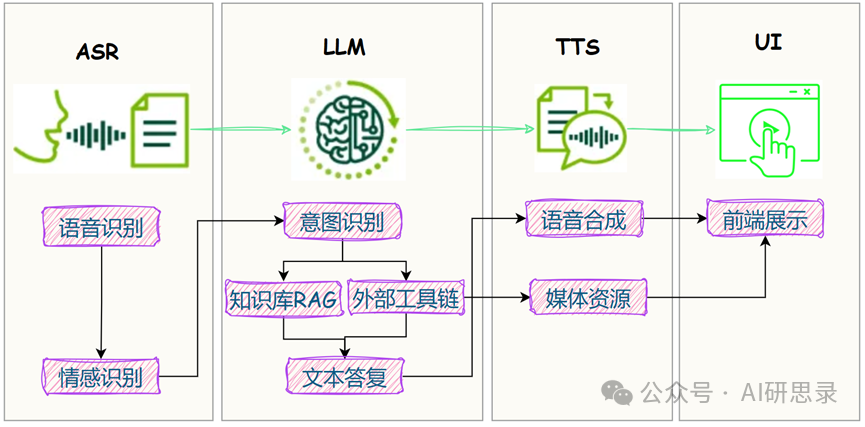 ASR
LLM
TTS
UI
语音识别
意图识别
语音合成
前端展示
知识库RAG
外部工具链
媒体资源
情感识别
文本答复
公众号 · AI研思录